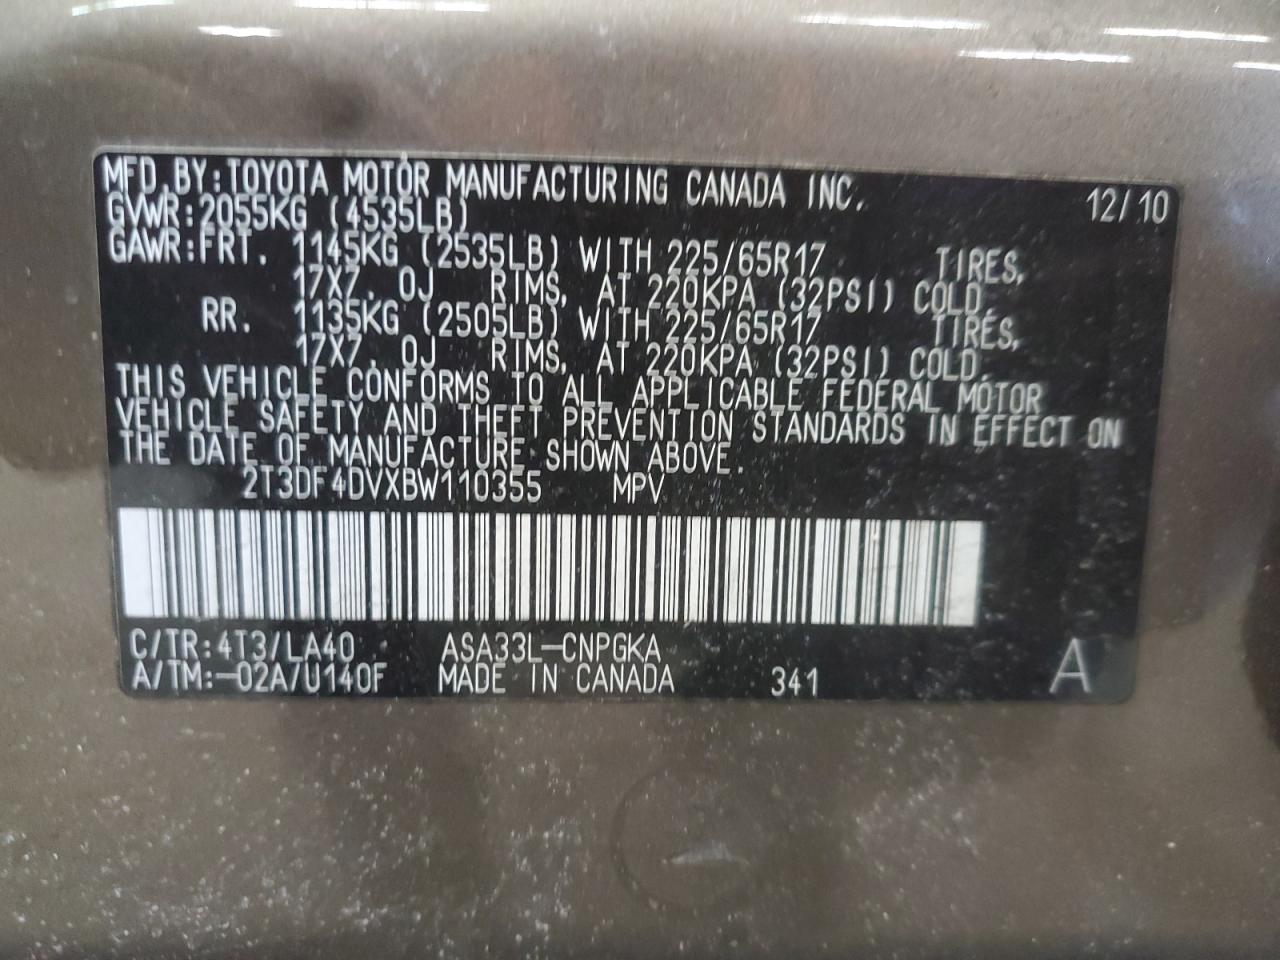 MFD.BY:TOYOTA MOTOR MANUFACTURING CANADA INC. 12/10
GVWR:2055KG (4535LB)
GAWR:FRT. 1145KG (2535LB) WITH 225/65R17 TIRES,
17X7.0J RIMS, AT 220KPA (32PSI) COLD.
RR. 1135KG (2505LB) WITH 225/65R17 TIRES,
17X7.0J RIMS, AT 220KPA (32PSI) COLD.
THIS VEHICLE CONFORMS TO ALL APPLICABLE FEDERAL MOTOR
VEHICLE SAFETY AND THEFT PREVENTION STANDARDS IN EFFECT ON
THE DATE OF MANUFACTURE SHOWN ABOVE.
2T3DF4DVXBW110355 MPV
C/TR:4T3/LA40 ASA33L-CNPGKA
A/TM:-02A/U140F MADE IN CANADA 341 A